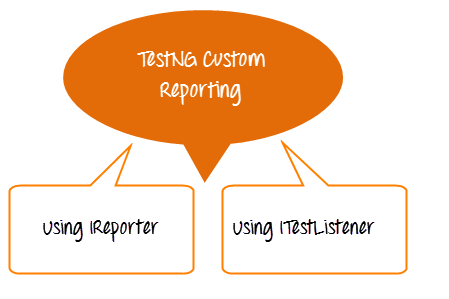 TestNG Custom
Reporting
using IReporter
using ITestListener